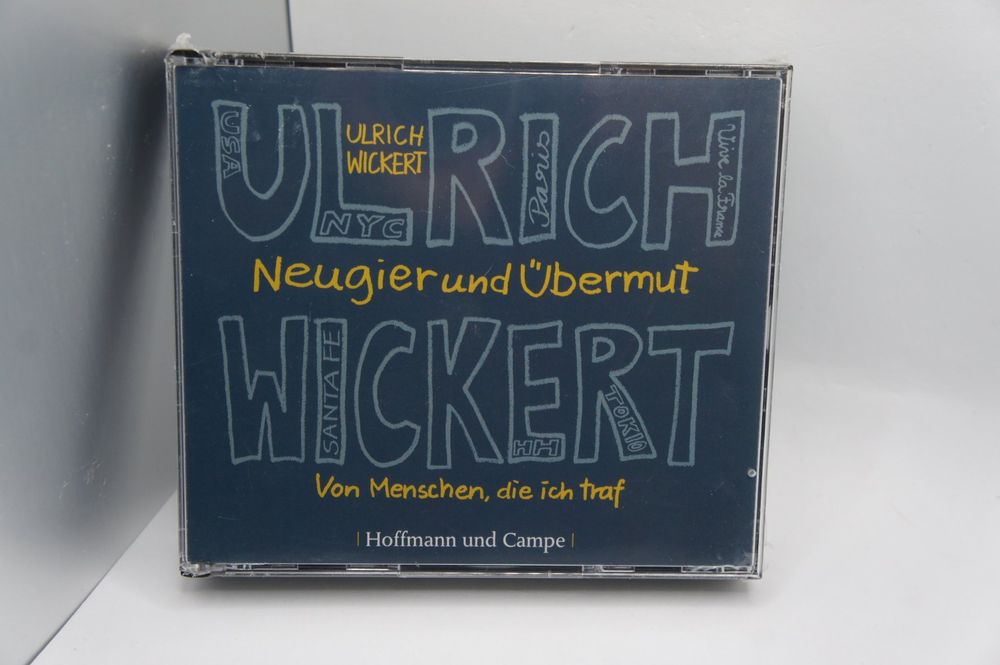 ULRICH
USA
ULRICH
WICKERT
NYC
Paris
Vive la France
Neugier und Übermut
WICKERT
SANTA FE
HH
TOKIO
Von Menschen, die ich traf
Hoffmann und Campe